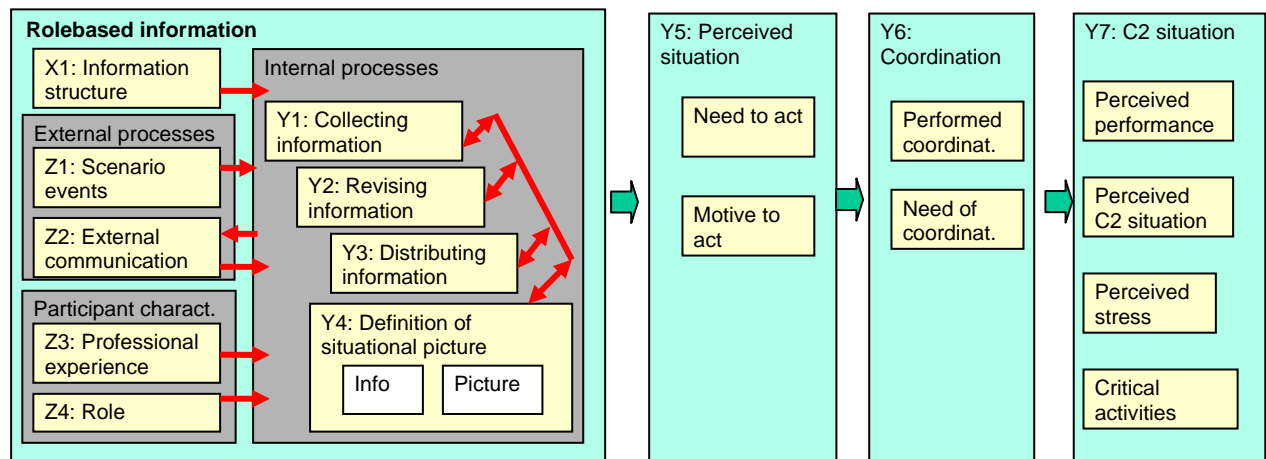 Rolebased information
X1: Information
structure
External processes
Z1: Scenario
events
Z2: External
communication
Participant charact.
Z3: Professional
experience
Z4: Role
Internal processes
Y1: Collecting
information
Y2: Revising
information
Y3: Distributing
information
Y4: Definition of
situational picture
Info
Picture
Y5: Perceived
situation
Need to act
Motive to
act
Y6:
Coordination
Performed
coordinat.
Need of
coordinat.
Y7: C2 situation
Perceived
performance
Perceived
C2 situation
Perceived
stress
Critical
activities